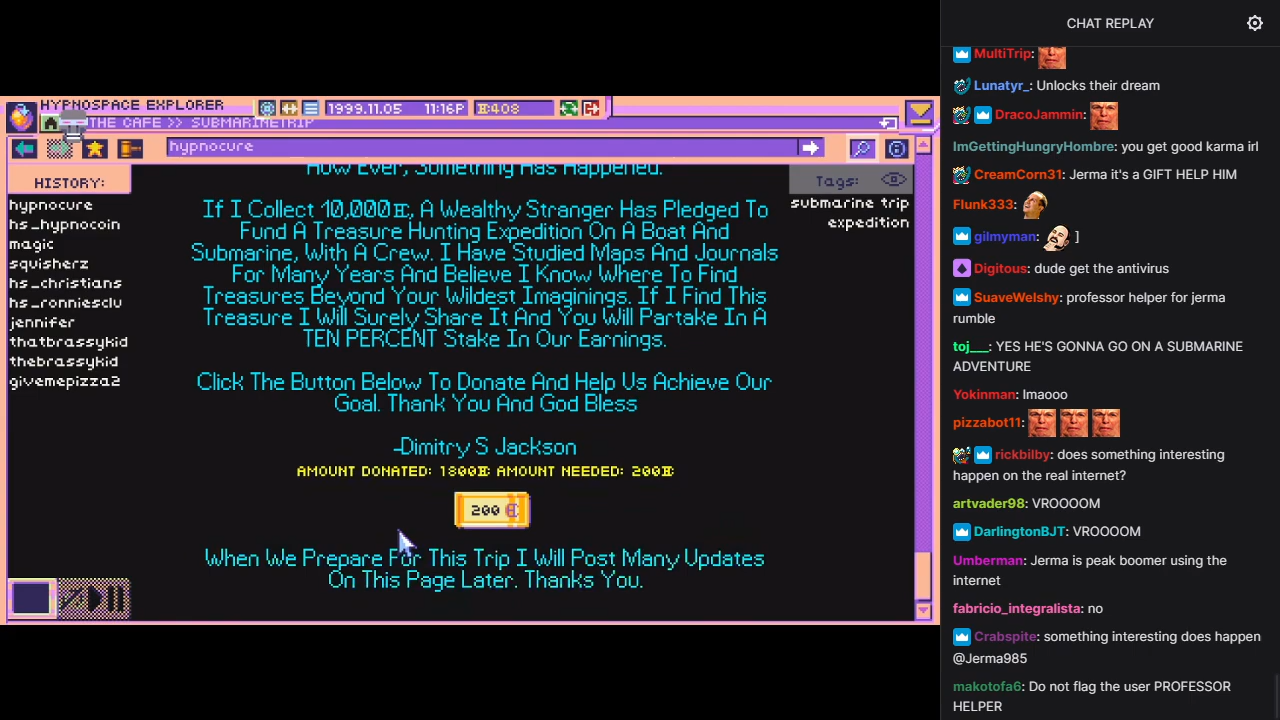 HYPNOSPACE EXPLORER
1999.11.05 11:16P 408
THE CAFE >> SUBMARINETRIP
hypnocure
HISTORY:
hypnocure
hs_hypnocoin
magic
squisherz
hs_christians
hs_ronniesclu
jennifer
thatbrassykid
thebrassykid
givemepizza2
How Ever, Something Has Happened.
If I Collect 10,000, A Wealthy Stranger Has Pledged To
Fund A Treasure Hunting Expedition On A Boat And
Submarine, With A Crew. I Have Studied Maps And Journals
For Many Years And Believe I Know Where To Find
Treasures Beyond Your Wildest Imaginings. If I Find This
Treasure I Will Surely Share It And You Will Partake In A
TEN PERCENT Stake In Our Earnings.
Click The Button Below To Donate And Help Us Achieve Our
Goal. Thank You And God Bless
-Dimitry S Jackson
AMOUNT DONATED: 1800 AMOUNT NEEDED: 200
200
When We Prepare For This Trip I Will Post Many Updates
On This Page Later. Thanks You.
Tags:
submarine trip
expedition
CHAT REPLAY
MultiTrip:
Lunatyr_: Unlocks their dream
DracoJammin:
ImGettingHungryHombre: you get good karma irl
CreamCorn31: Jerma it's a GIFT HELP HIM
Flunk333:
gilmyman: ]
Digitous: dude get the antivirus
SuaveWelshy: professor helper for jerma
rumble
toj___: YES HE'S GONNA GO ON A SUBMARINE
ADVENTURE
Yokinman: lmaooo
pizzabot11:
rickbilby: does something interesting
happen on the real internet?
artvader98: VROOOOM
DarlingtonBJT: VROOOOM
Umberman: Jerma is peak boomer using the
internet
fabricio_integralista: no
Crabspite: something interesting does happen
@Jerma985
makotofa6: Do not flag the user PROFESSOR
HELPER